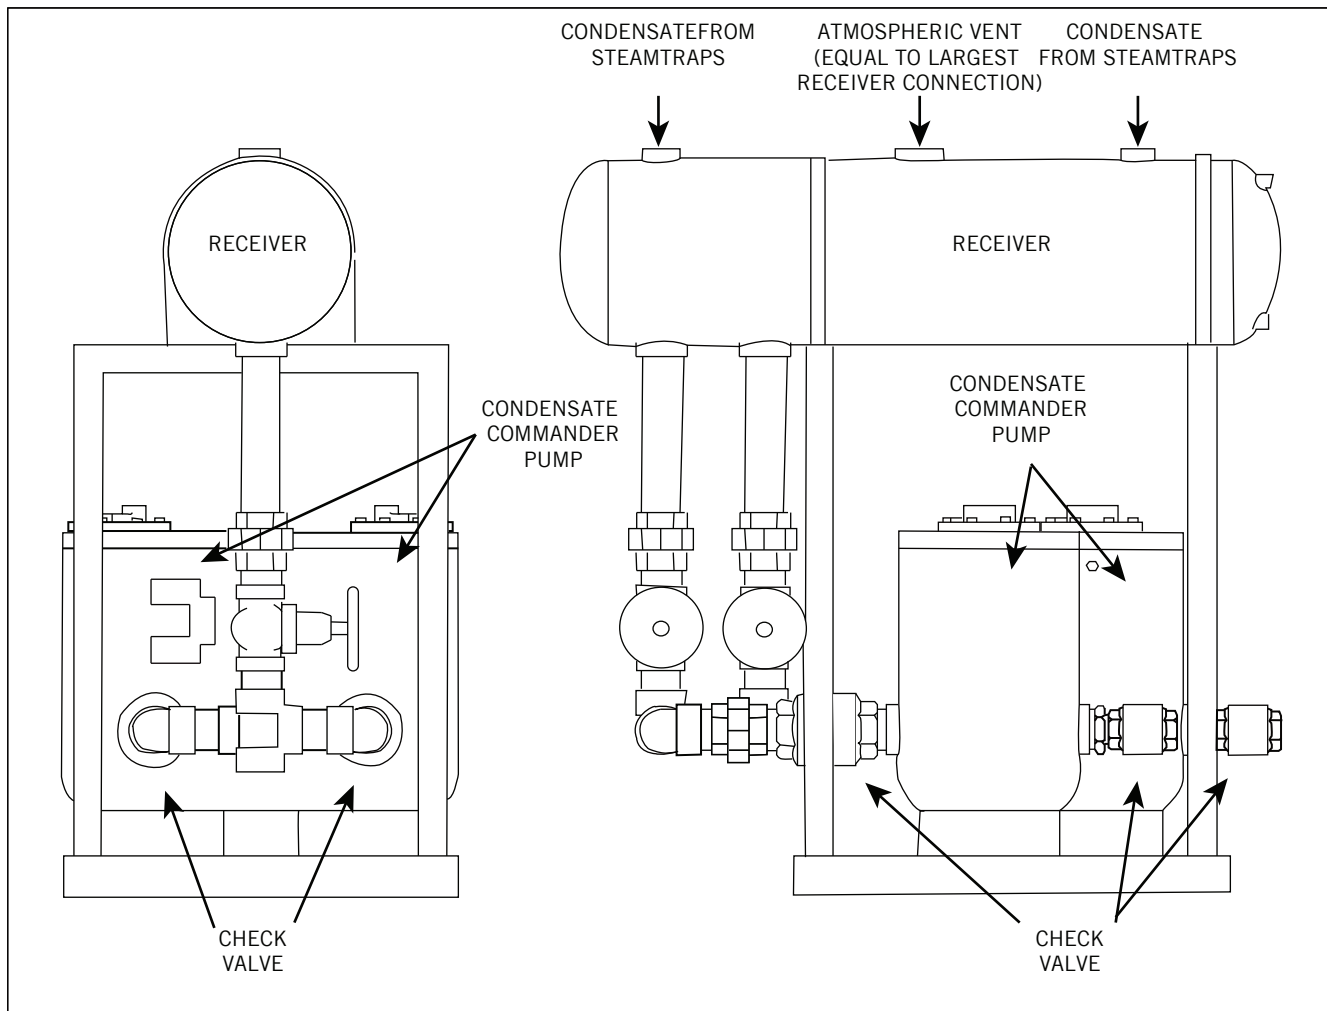 CONDENSATEFROM
STEAMTRAPS
ATMOSPHERIC VENT
(EQUAL TO LARGEST
RECEIVER CONNECTION)
CONDENSATE
FROM STEAMTRAPS
RECEIVER
RECEIVER
CONDENSATE
COMMANDER
PUMP
CONDENSATE
COMMANDER
PUMP
CHECK
VALVE
CHECK
VALVE